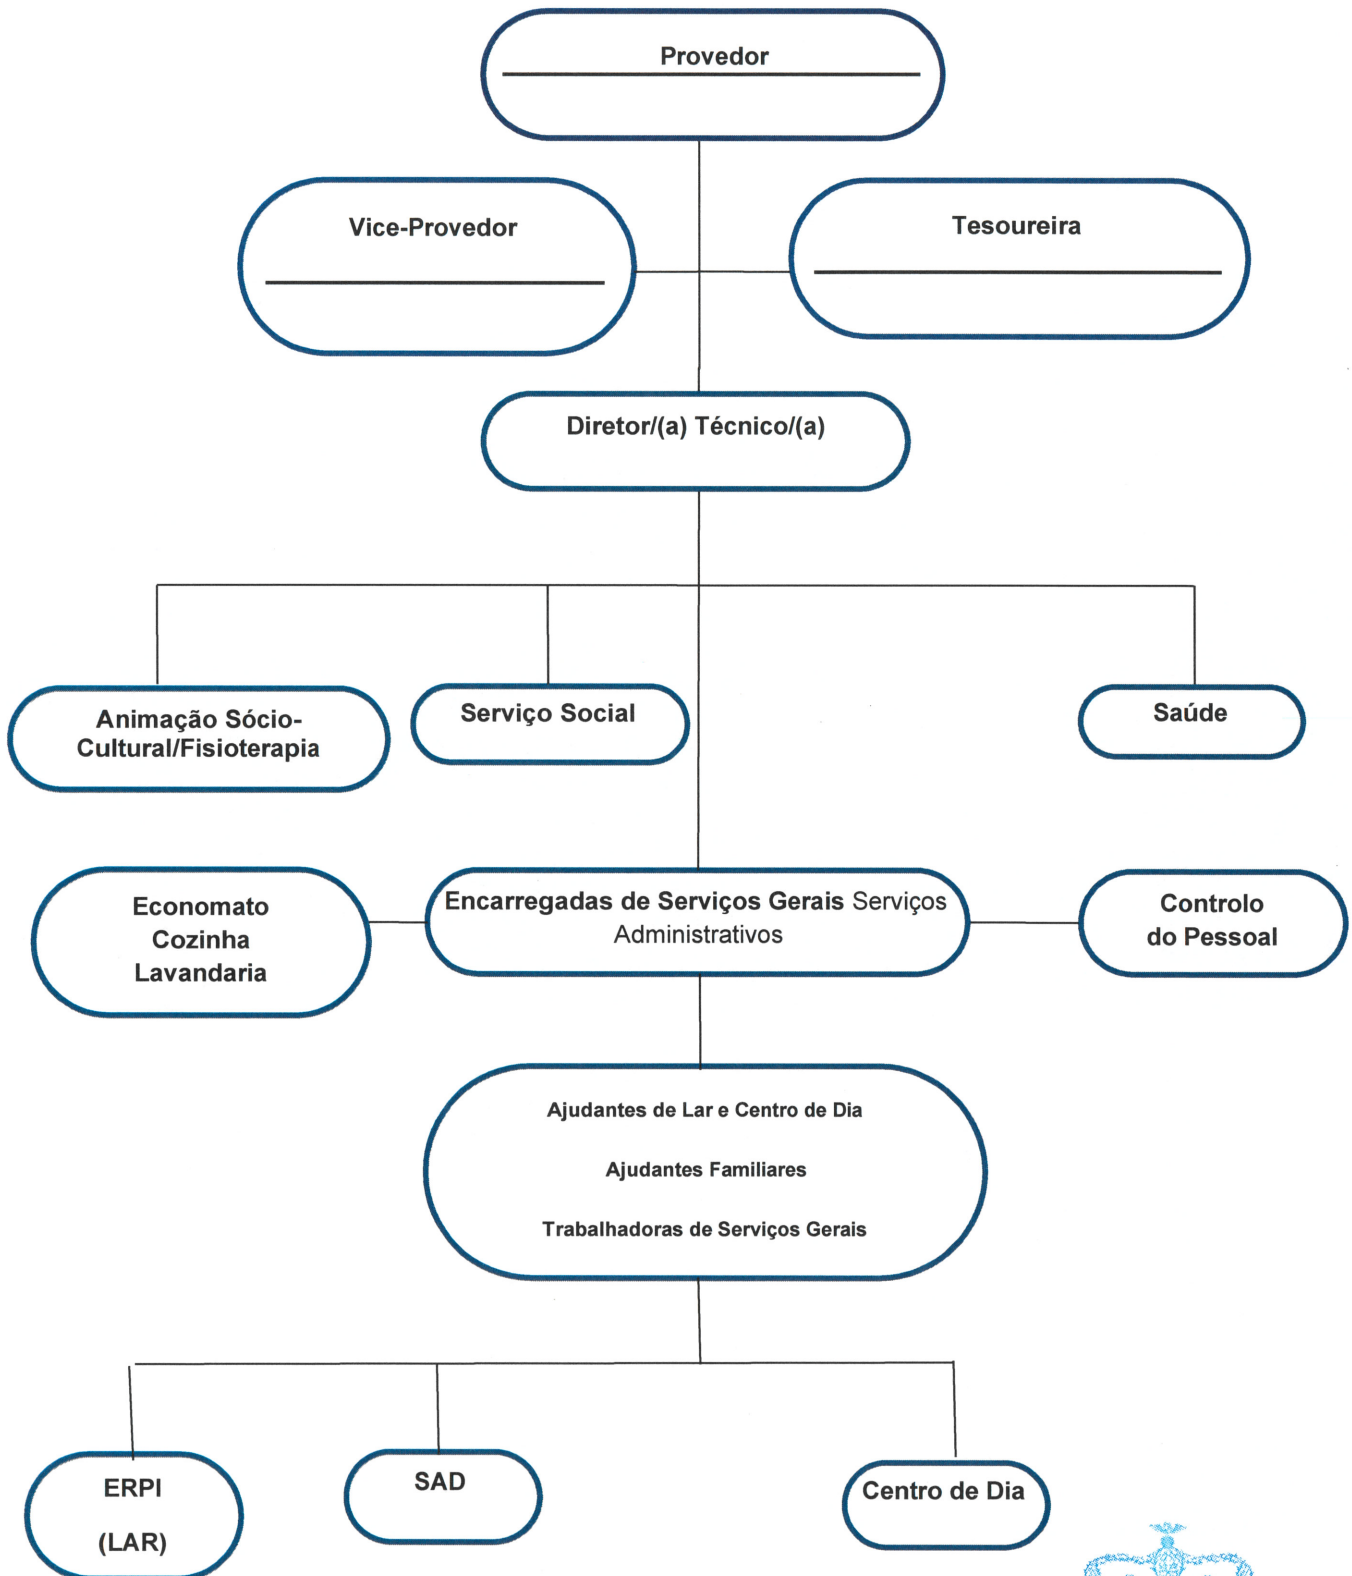 Provedor
Vice-Provedor
Tesoureira
Diretor/(a) Técnico/(a)
Animação Sócio-
Cultural/Fisioterapia
Serviço Social
Saúde
Economato
Cozinha
Lavandaria
Encarregadas de Serviços Gerais Serviços
Administrativos
Controlo
do Pessoal
Ajudantes de Lar e Centro de Dia
Ajudantes Familiares
Trabalhadoras de Serviços Gerais
ERPI
(LAR)
SAD
Centro de Dia